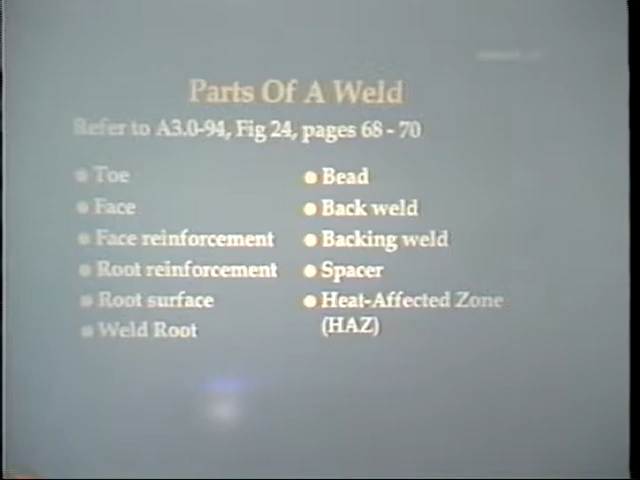 Parts Of A Weld
Refer to A3.0-94, Fig 24, pages 68 - 70
Toe
Face
Face reinforcement
Root reinforcement
Root surface
Weld Root
Bead
Back weld
Backing weld
Spacer
Heat-Affected Zone
(HAZ)